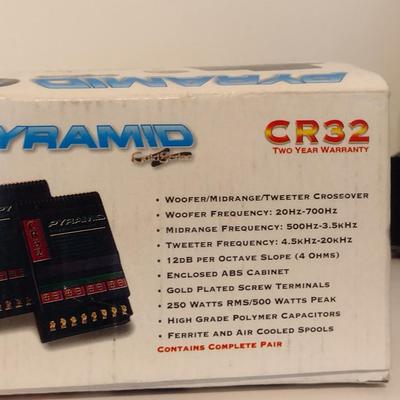 PYRAMID
PYRAMID
CR32
TWO YEAR WARRANTY
PYRAMID
• WOOFER/MIDRANGE/TWEETER CROSSOVER
• WOOFER FREQUENCY: 20HZ-700HZ
• MIDRANGE FREQUENCY: 500HZ-3.5KHZ
• TWEETER FREQUENCY: 4.5KHZ-20KHZ
• 12DB PER OCTAVE SLOPE (4 OHMS)
• ENCLOSED ABS CABINET
• GOLD PLATED SCREW TERMINALS
• 250 WATTS RMS/500 WATTS PEAK
• HIGH GRADE POLYMER CAPACITORS
• FERRITE AND AIR COOLED SPOOLS
CONTAINS COMPLETE PAIR